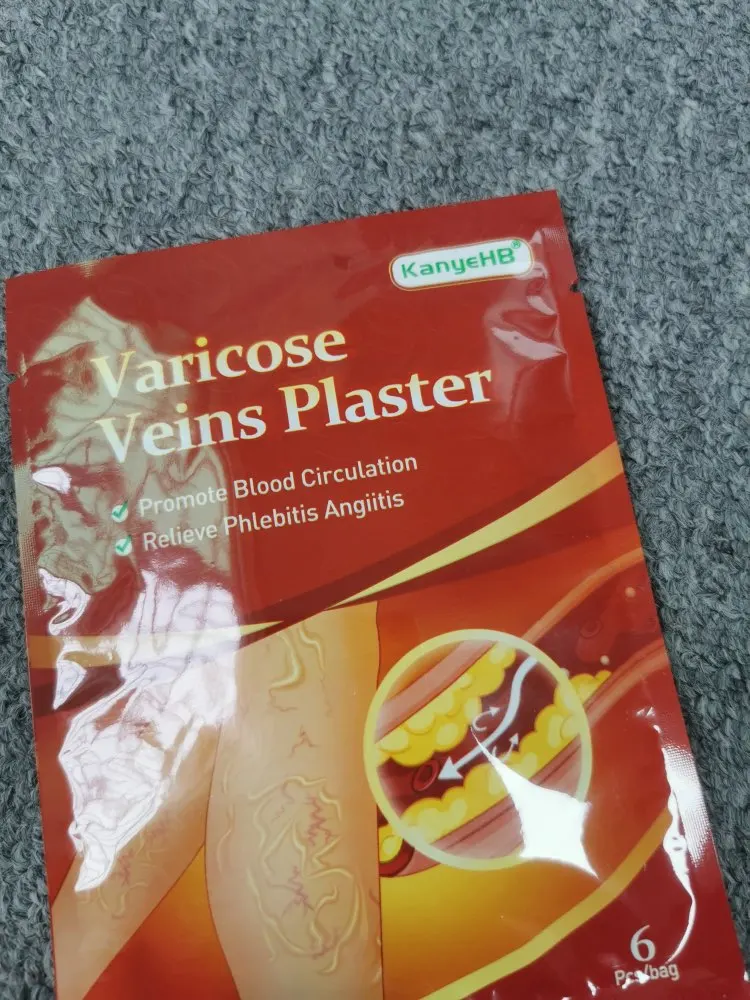 KanyeHB®
Varicose
Veins Plaster
Promote Blood Circulation
Relieve Phlebitis Angiitis
6
Pcs/bag